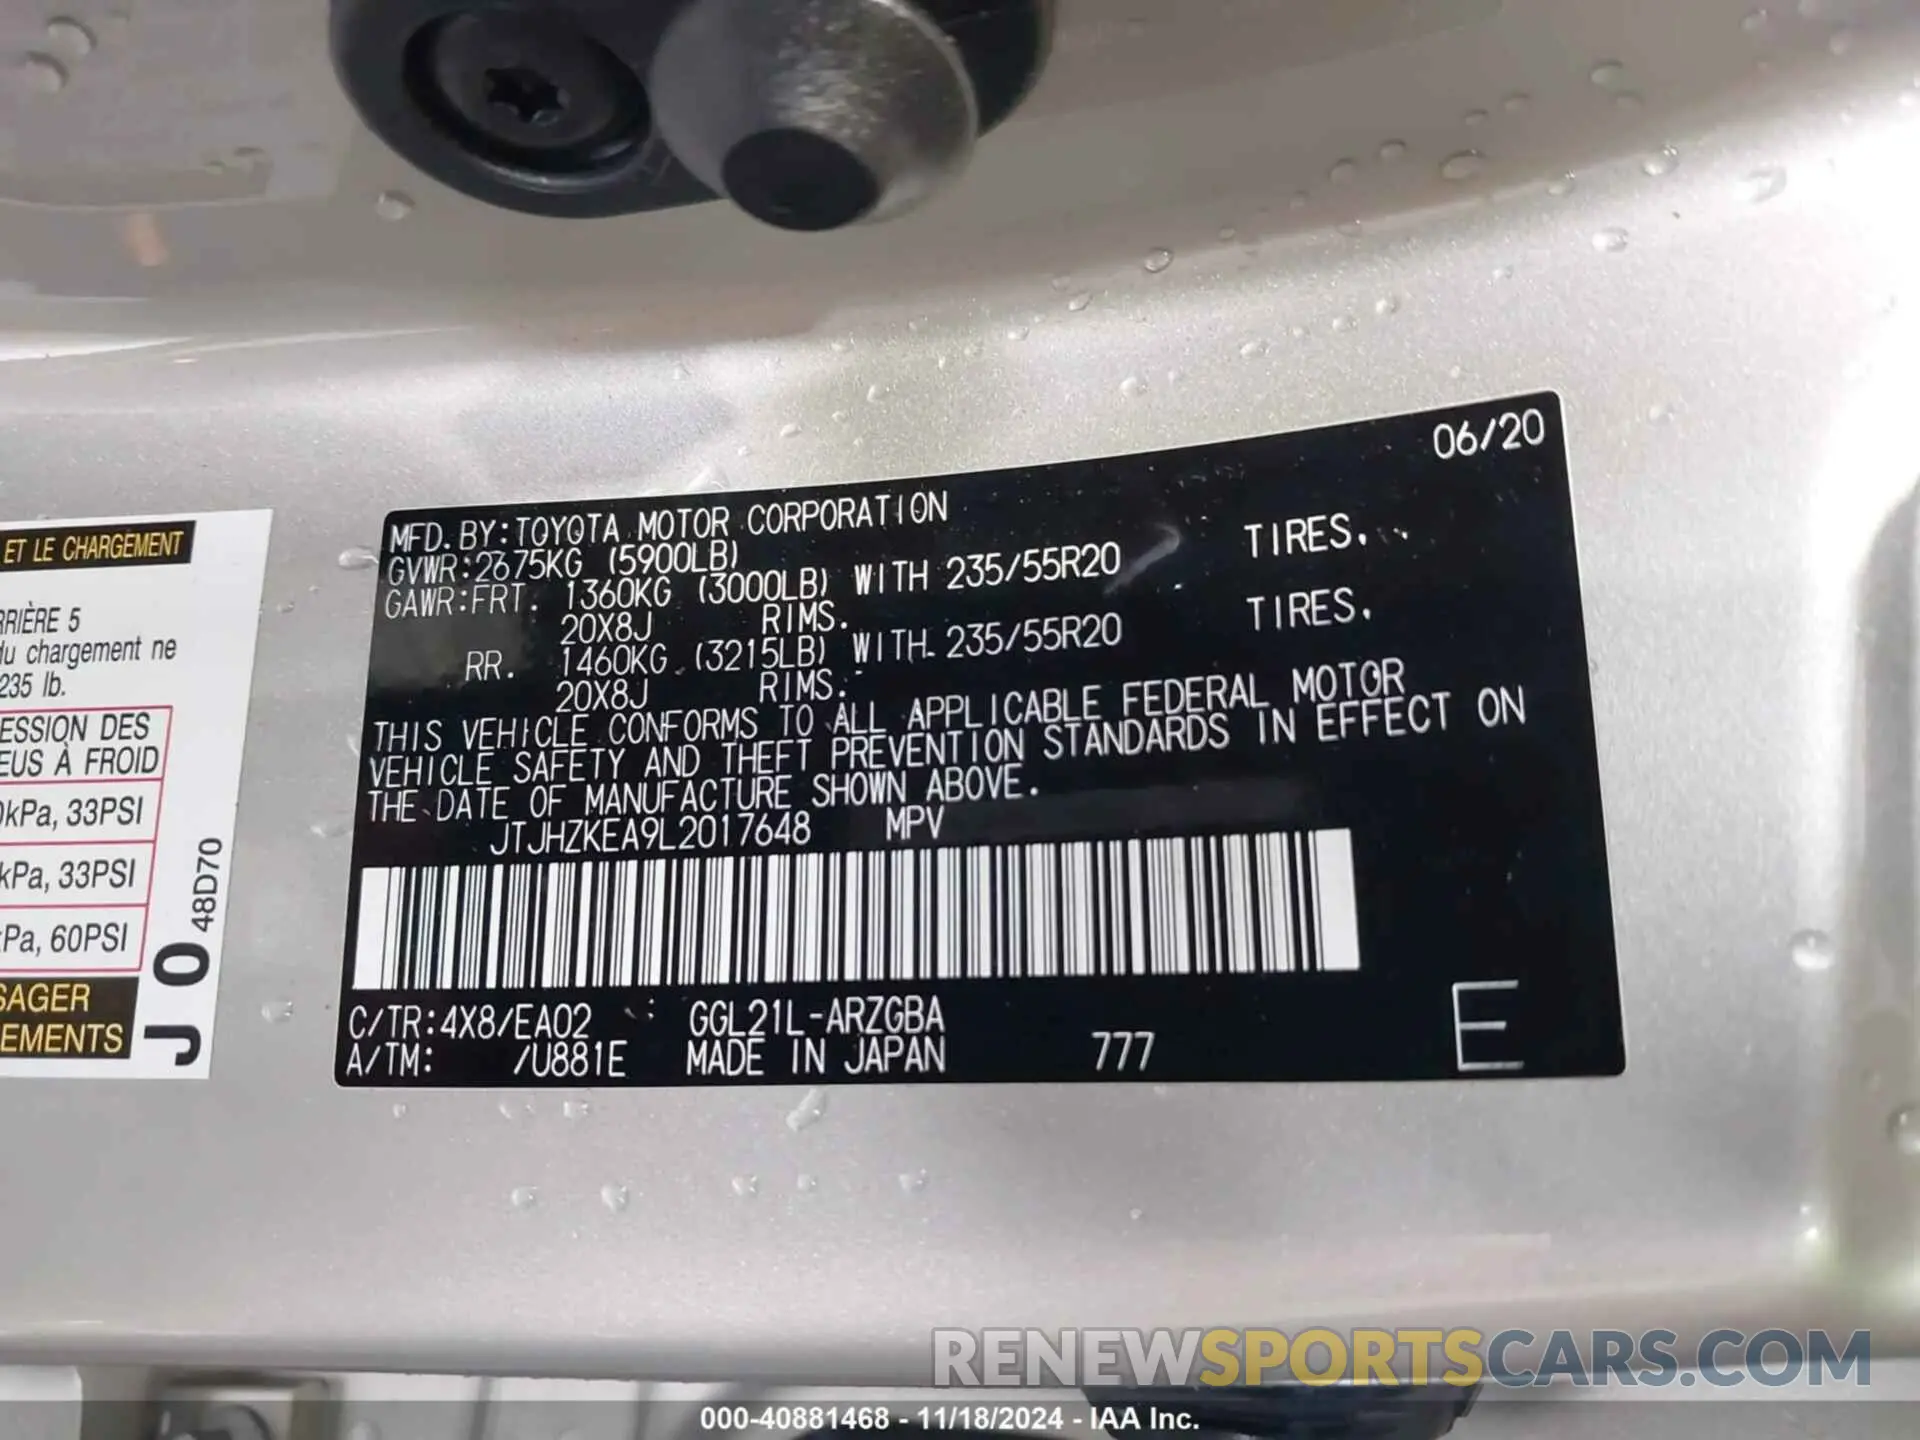 ET LE CHARGEMENT
RRIÈRE 5
du chargement ne
235 lb.
ESSION DES
EUS À FROID
kPa, 33PSI
kPa, 33PSI
kPa, 60PSI
SAGER
EMENTS
J O 48D70
06/20
MFD.BY:TOYOTA MOTOR CORPORATION
GVWR:2675KG (5900LB)
GAWR:FRT. 1360KG (3000LB) WITH 235/55R20 TIRES.
20X8J RIMS.
RR. 1460KG (3215LB) WITH 235/55R20 TIRES.
20X8J RIMS.
THIS VEHICLE CONFORMS TO ALL APPLICABLE FEDERAL MOTOR
VEHICLE SAFETY AND THEFT PREVENTION STANDARDS IN EFFECT ON
THE DATE OF MANUFACTURE SHOWN ABOVE.
JTJHZKEA9L2017648 MPV
C/TR:4X8/EA02 GGL21L-ARZGBA
A/TM: /U881E MADE IN JAPAN 777 E
RENEWSPORTSCARS.COM
000-40881468 - 11/18/2024 - IAA Inc.